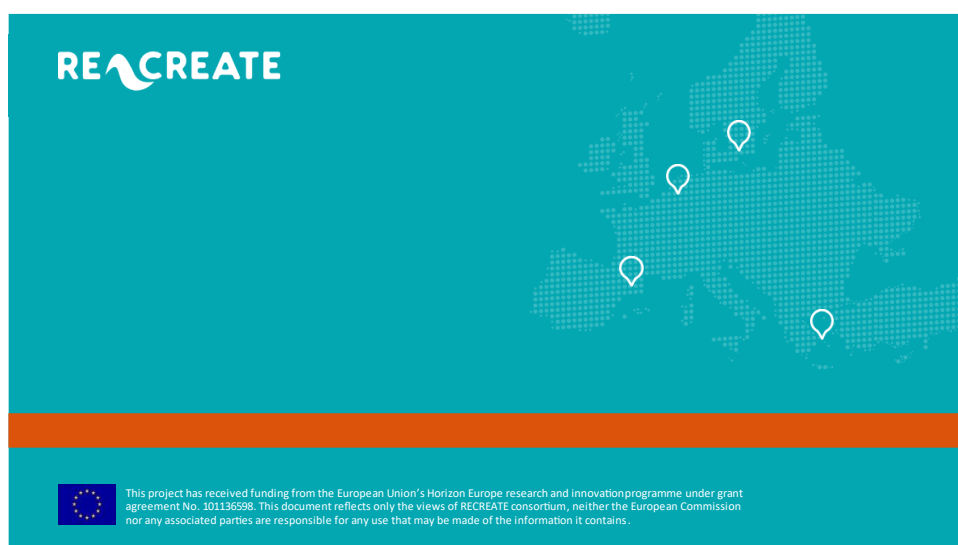 RECREATE
This project has received funding from the European Union's Horizon Europe research and innovationprogramme under grant
agreement No. 101136598. This document reflects only the views of RECREATE consortium, neither the European Commission
nor any associated parties are responsible for any use that may be made of the information it contains.